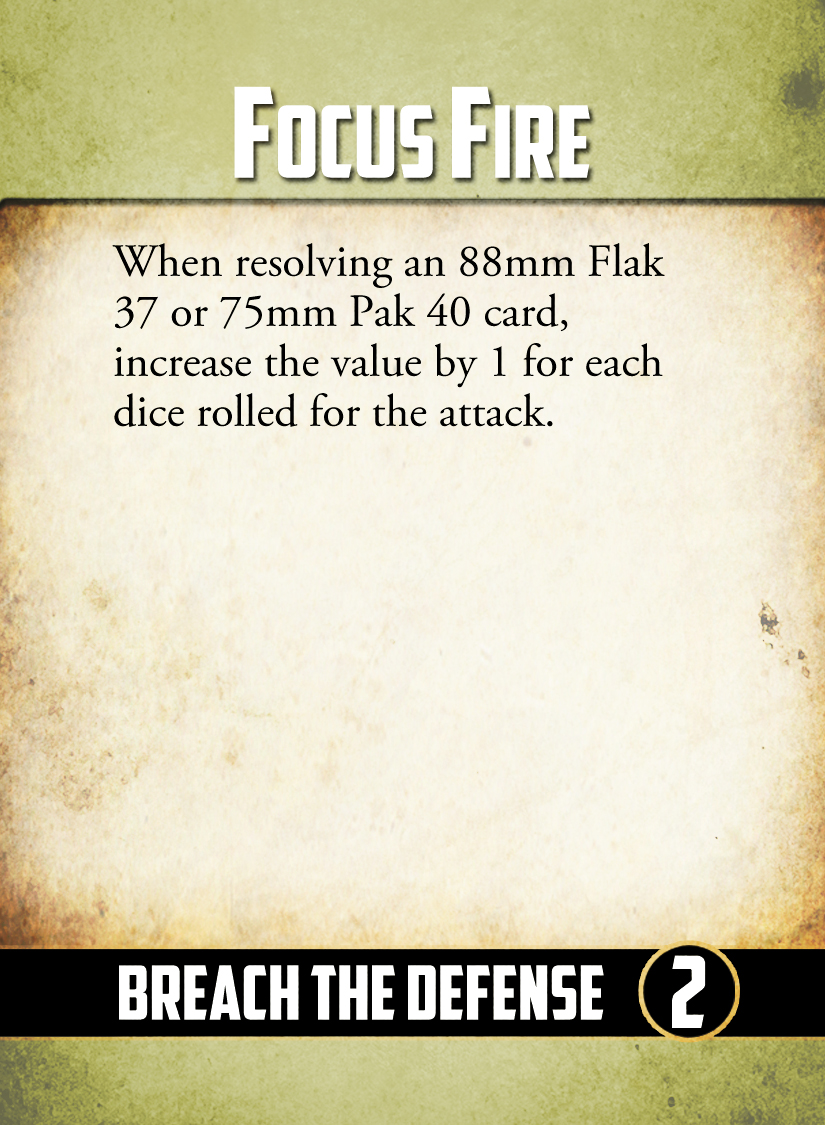 Focus Fire
When resolving an 88mm Flak
37 or 75mm Pak 40 card,
increase the value by 1 for each
dice rolled for the attack.
BREACH THE DEFENSE 2